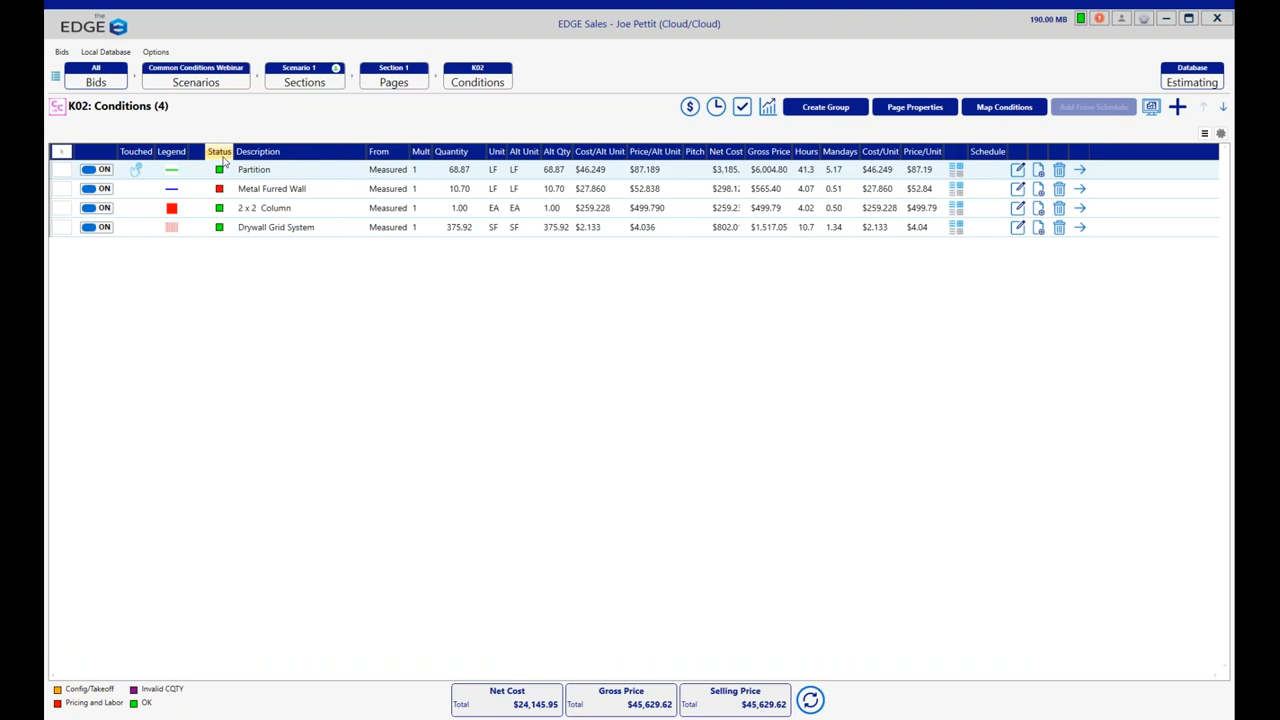 the
EDGE
EDGE Sales - Joe Pettit (Cloud/Cloud)
190.00 MB
Bids Local Database Options
All
Bids
Common Conditions Webinar
Scenarios
Scenario 1
Sections
Section 1
Pages
K02
Conditions
Database
Estimating
K02: Conditions (4)
Create Group
Page Properties
Map Conditions
Add From Schedule
Touched Legend Status Description From Mult Quantity Unit Alt Unit Alt Qty Cost/Alt Unit Price/Alt Unit Pitch Net Cost Gross Price Hours Mandays Cost/Unit Price/Unit Schedule
ON Partition Measured 1 68.87 LF LF 68.87 $46.249 $87.189 $3,185. $6,004.80 41.3 5.17 $46.249 $87.19
ON Metal Furred Wall Measured 1 10.70 LF LF 10.70 $27.860 $52.838 $298.1 $565.40 4.07 0.51 $27.860 $52.84
ON 2 x 2 Column Measured 1 1.00 EA EA 1.00 $259.228 $499.790 $259.2 $499.79 4.02 0.50 $259.228 $499.79
ON Drywall Grid System Measured 1 375.92 SF SF 375.92 $2.133 $4.036 $802.0 $1,517.05 10.7 1.34 $2.133 $4.04
Config/Takeoff Invalid CQTY
Pricing and Labor OK
Net Cost
Total $24,145.95
Gross Price
Total $45,629.62
Selling Price
Total $45,629.62